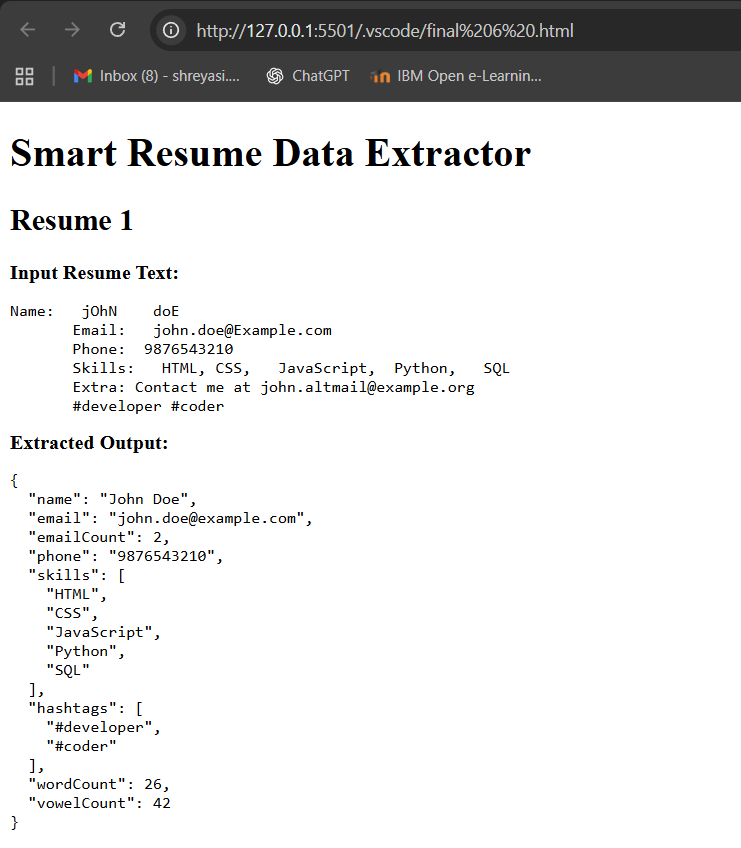 http://127.0.0.1:5501/.vscode/final%206%20.html
Inbox (8) - shreyasi.... ChatGPT IBM Open e-Learnin...
Smart Resume Data Extractor
Resume 1
Input Resume Text:
Name:   jOhN    doE
       Email:   john.doe@Example.com
       Phone:  9876543210
       Skills:   HTML, CSS,   JavaScript,  Python,   SQL
       Extra: Contact me at john.altmail@example.org
       #developer #coder
Extracted Output:
{
  "name": "John Doe",
  "email": "john.doe@example.com",
  "emailCount": 2,
  "phone": "9876543210",
  "skills": [
    "HTML",
    "CSS",
    "JavaScript",
    "Python",
    "SQL"
  ],
  "hashtags": [
    "#developer",
    "#coder"
  ],
  "wordCount": 26,
  "vowelCount": 42
}